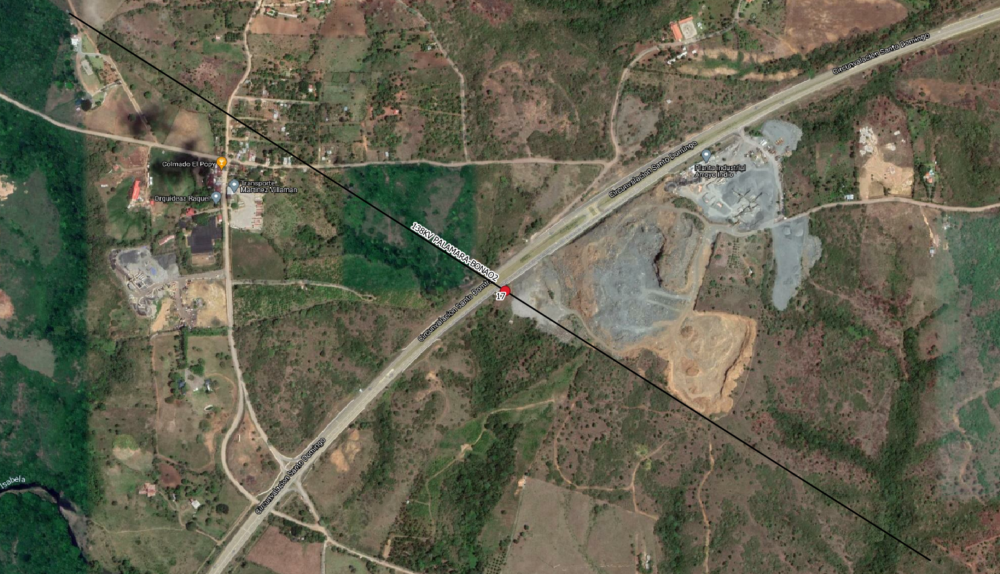 Circunvalacion Santo Domingo
Circunvalacion Santo Domingo
Colmado El Popy
Planta Industrial
Arroyo Indio
Transporte
Martinez Villaman
Orquideas Raquel
138KV PALAMARA-BONAO2
17
Circunvalacion Santo Domin
Circunvalacion Santo Domingo
Isabela